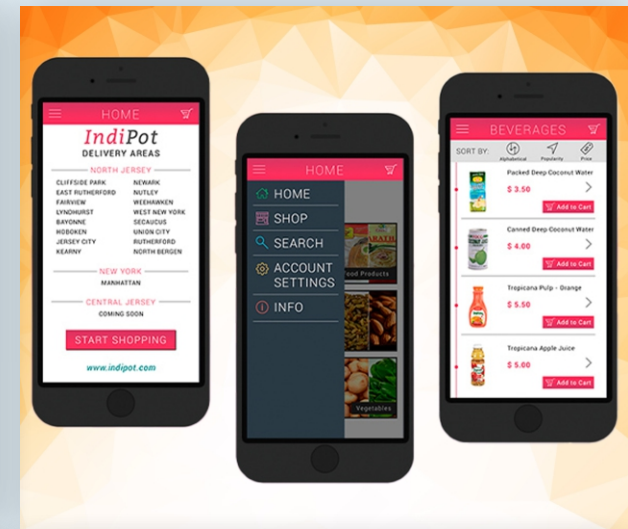 HOME
IndiPot
DELIVERY AREAS
NORTH JERSEY
CLIFFSIDE PARK
EAST RUTHERFORD
FAIRVIEW
LYNDHURST
BAYONNE
HOBOKEN
JERSEY CITY
KEARNY
NEWARK
NUTLEY
WEEHAWKEN
WEST NEW YORK
SECAUCUS
UNION CITY
RUTHERFORD
NORTH BERGEN
NEW YORK
MANHATTAN
CENTRAL JERSEY
COMING SOON
START SHOPPING
www.indipot.com
HOME
HOME
SHOP
SEARCH
ACCOUNT
SETTINGS
INFO
Food Products
Vegetables
BEVERAGES
SORT BY:
Alphabetical
Popularity
Price
Packed Deep Coconut Water
$ 3.50
Add to Cart
Canned Deep Coconut Water
$ 4.00
Add to Cart
Tropicana Pulp - Orange
$ 5.50
Add to Cart
Tropicana Apple Juice
$ 5.00
Add to Cart